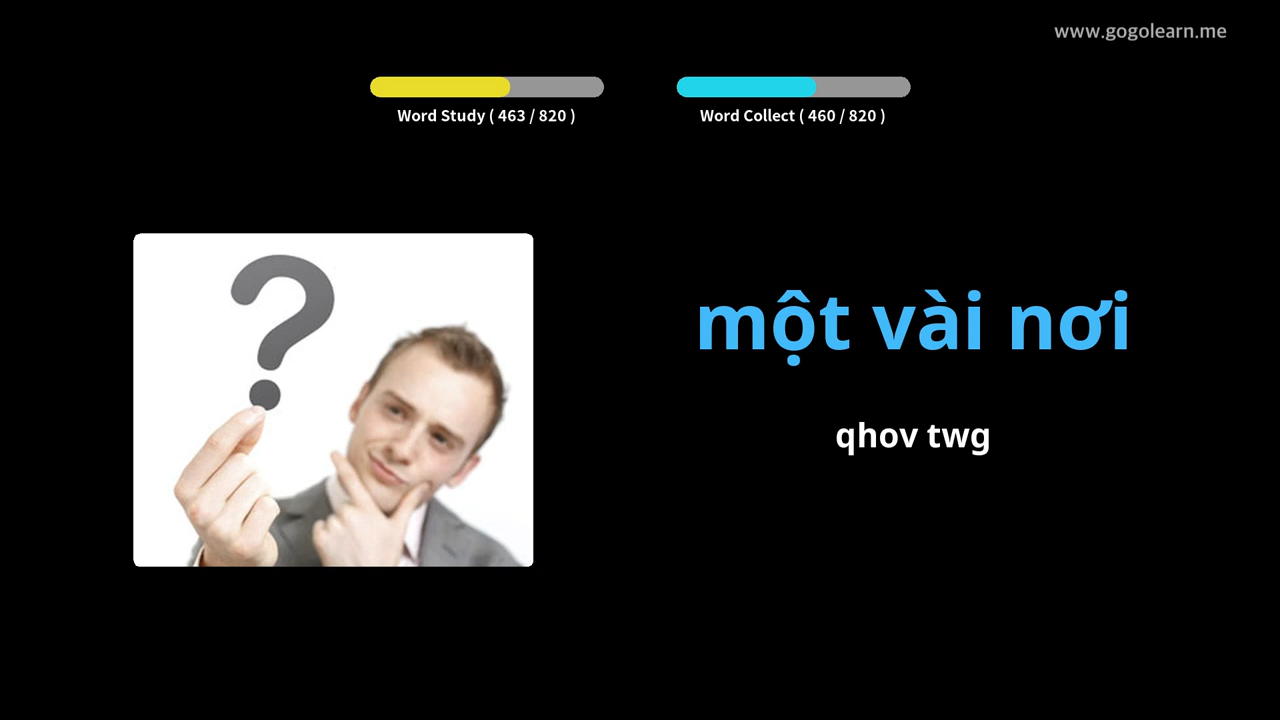 www.gogolearn.me
Word Study ( 463 / 820 )
Word Collect ( 460 / 820 )
?
một vài nơi
qhov twg